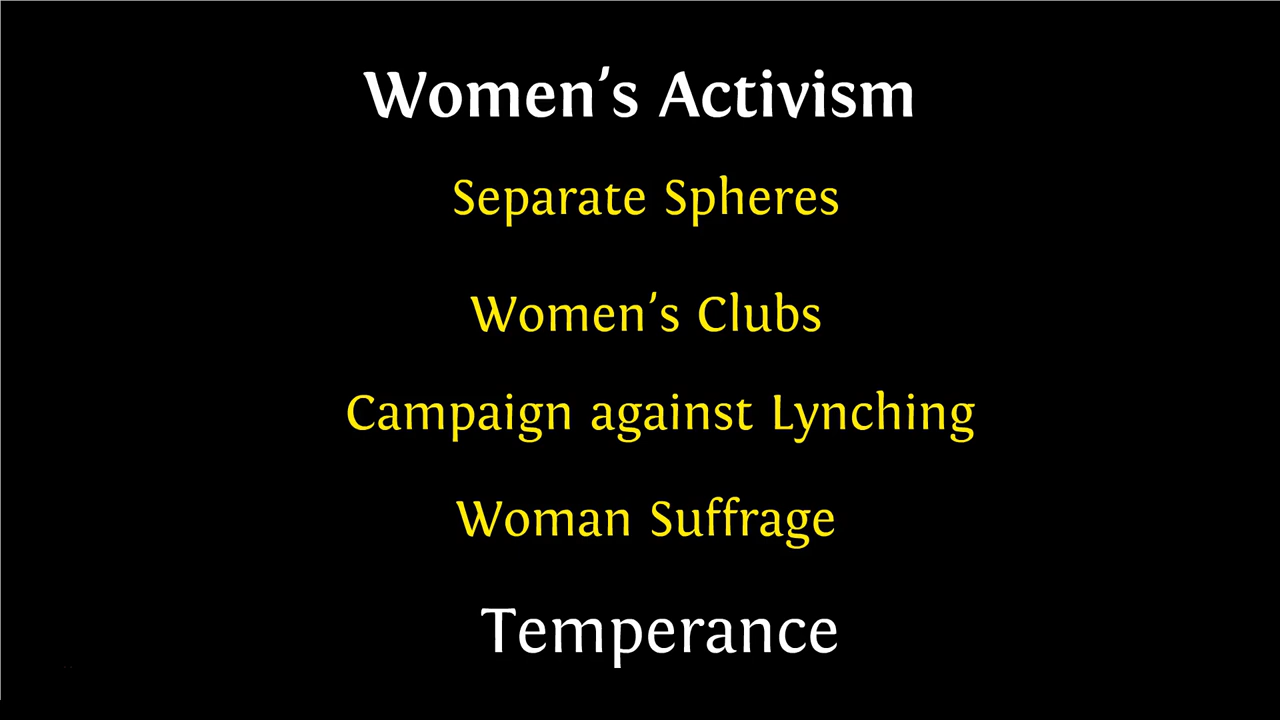 Women's Activism
Separate Spheres
Women's Clubs
Campaign against Lynching
Woman Suffrage
Temperance